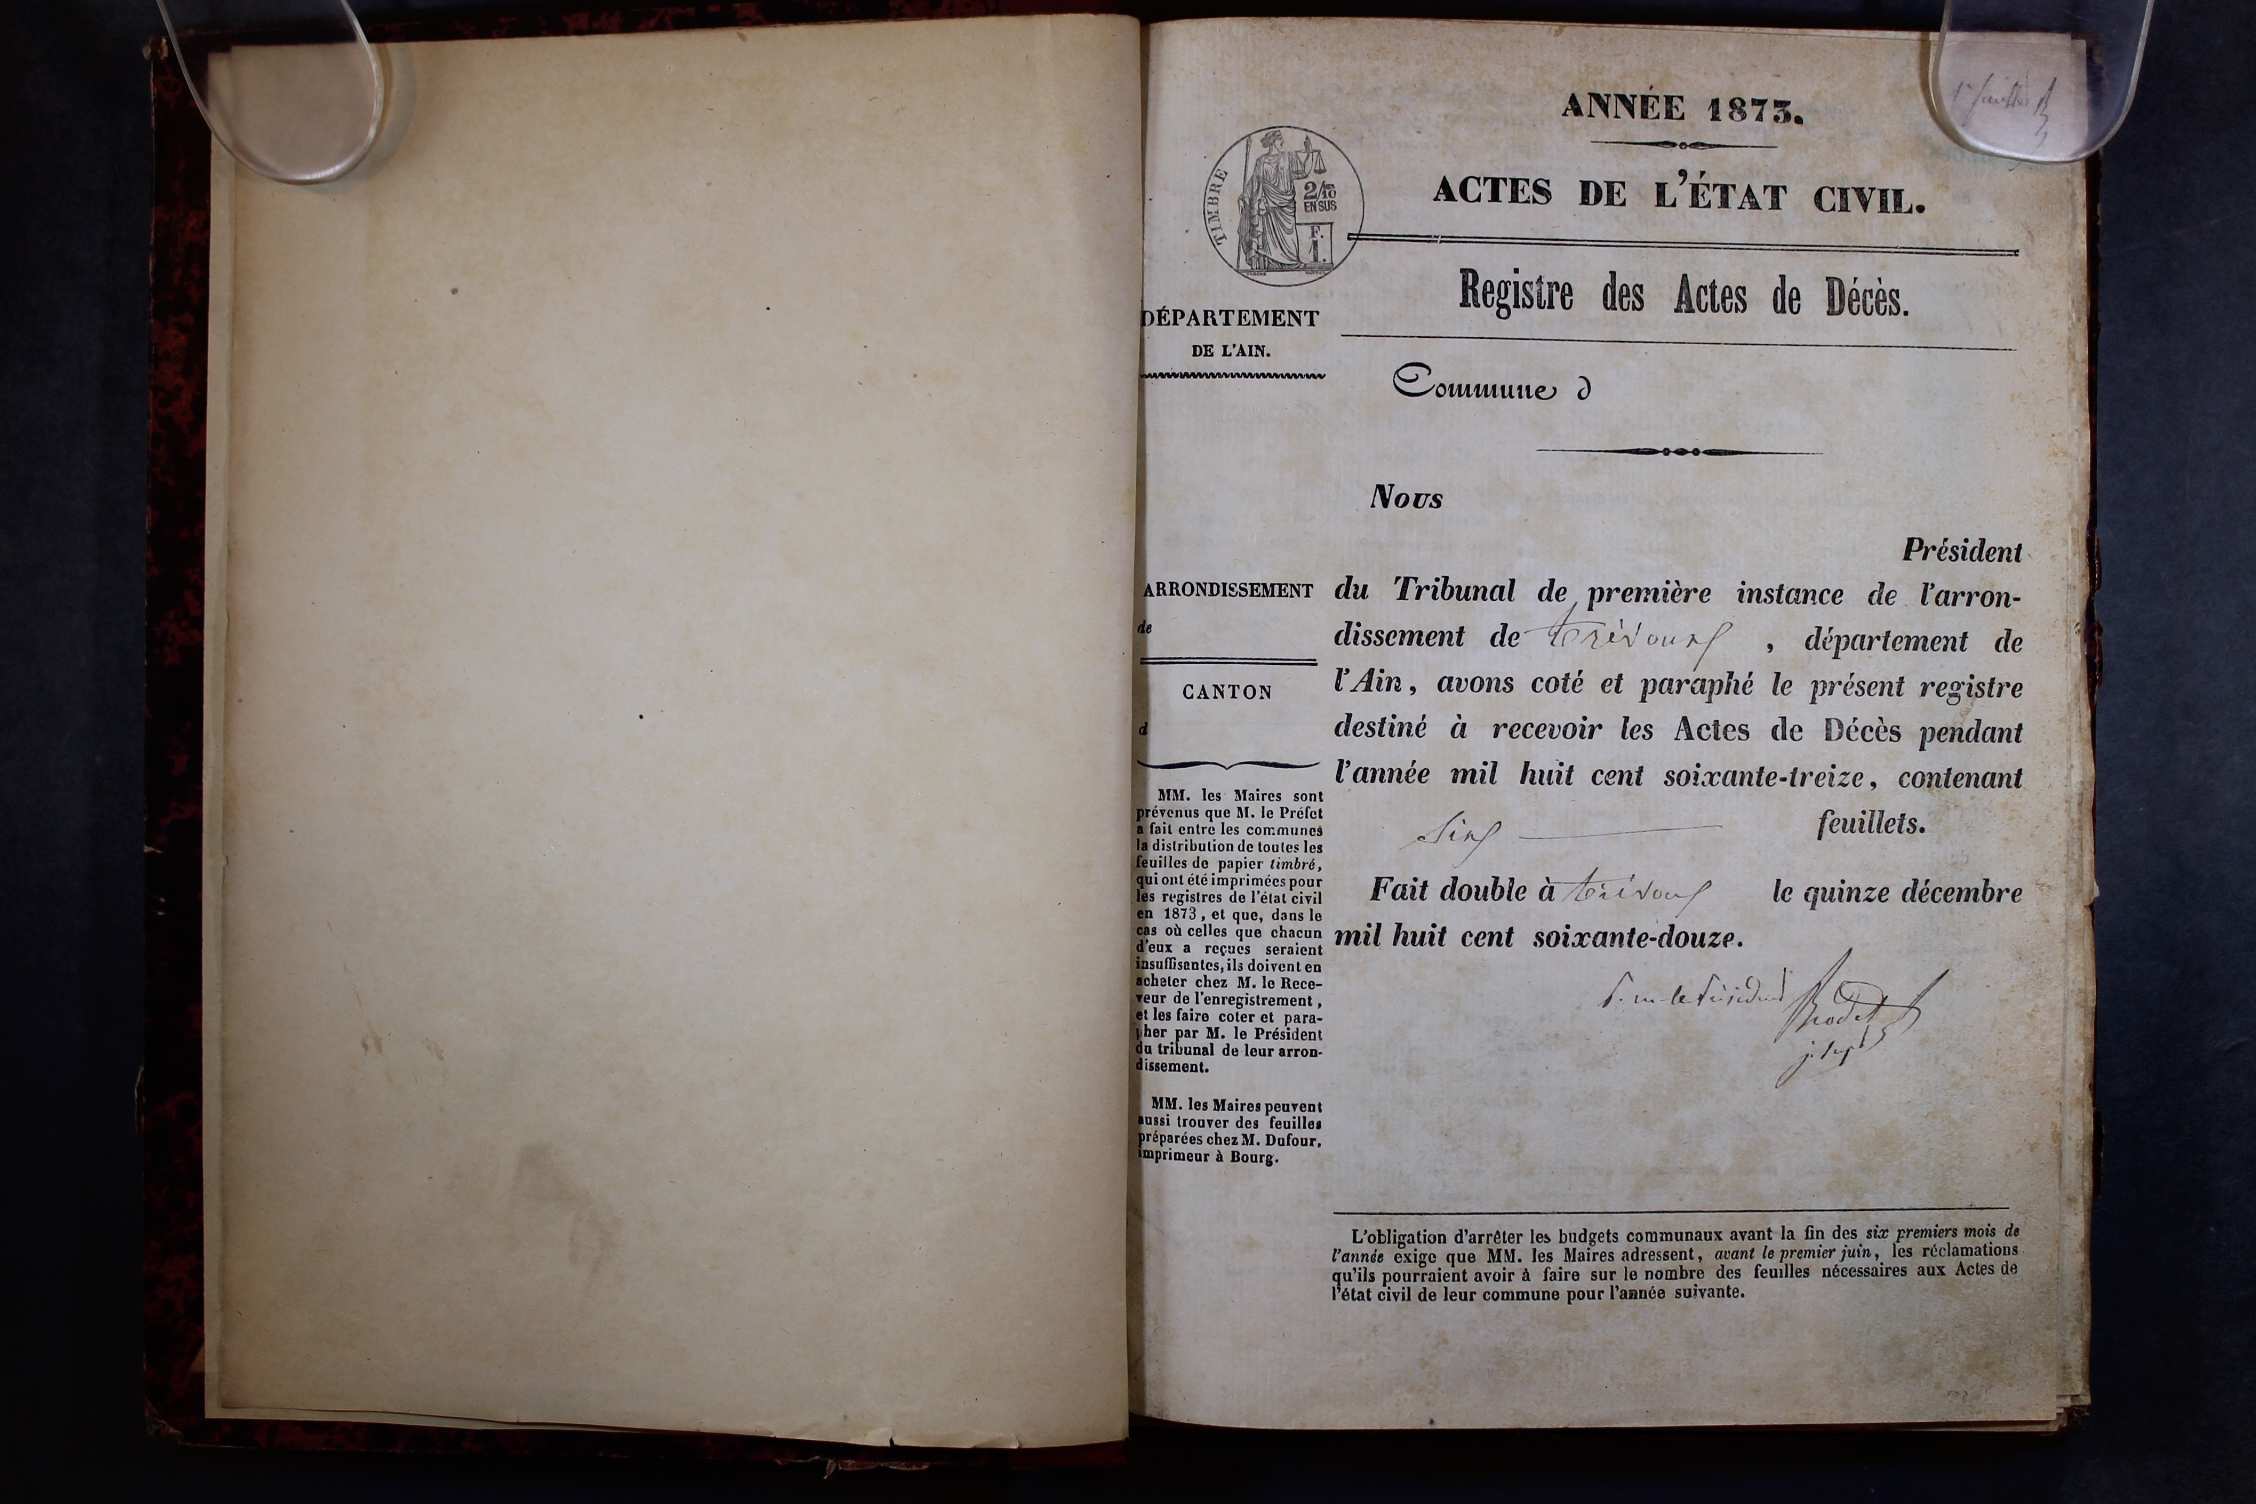 1er feuillet
ANNÉE 1873.
ACTES DE L'ÉTAT CIVIL.
TIMBRE
2/10
EN SUS
F.
1.
Registre des Actes de Décès.
DÉPARTEMENT
DE L'AIN.
Commune d
Nous
Président
ARRONDISSEMENT
de
CANTON
d
du Tribunal de première instance de l'arron-
dissement de trévoux, département de
l'Ain, avons coté et paraphé le présent registre
destiné à recevoir les Actes de Décès pendant
l'année mil huit cent soixante-treize, contenant
feuillets.
Fait double à trévoux le quinze décembre
mil huit cent soixante-douze.
le Président
MM. les Maires sont
prévenus que M. le Préfet
a fait entre les communes
la distribution de toutes les
feuilles de papier timbré,
qui ont été imprimées pour
les registres de l'état civil
en 1873, et que, dans le
cas où celles que chacun
d'eux a reçues seraient
insuffisantes, ils doivent en
acheter chez M. le Rece-
veur de l'enregistrement,
et les faire coter et para-
pher par M. le Président
du tribunal de leur arron-
dissement.
MM. les Maires peuvent
aussi trouver des feuilles
préparées chez M. Dufour,
imprimeur à Bourg.
L'obligation d'arrêter les budgets communaux avant la fin des six premiers mois de
l'année exige que MM. les Maires adressent, avant le premier juin, les réclamations
qu'ils pourraient avoir à faire sur le nombre des feuilles nécessaires aux Actes de
l'état civil de leur commune pour l'année suivante.